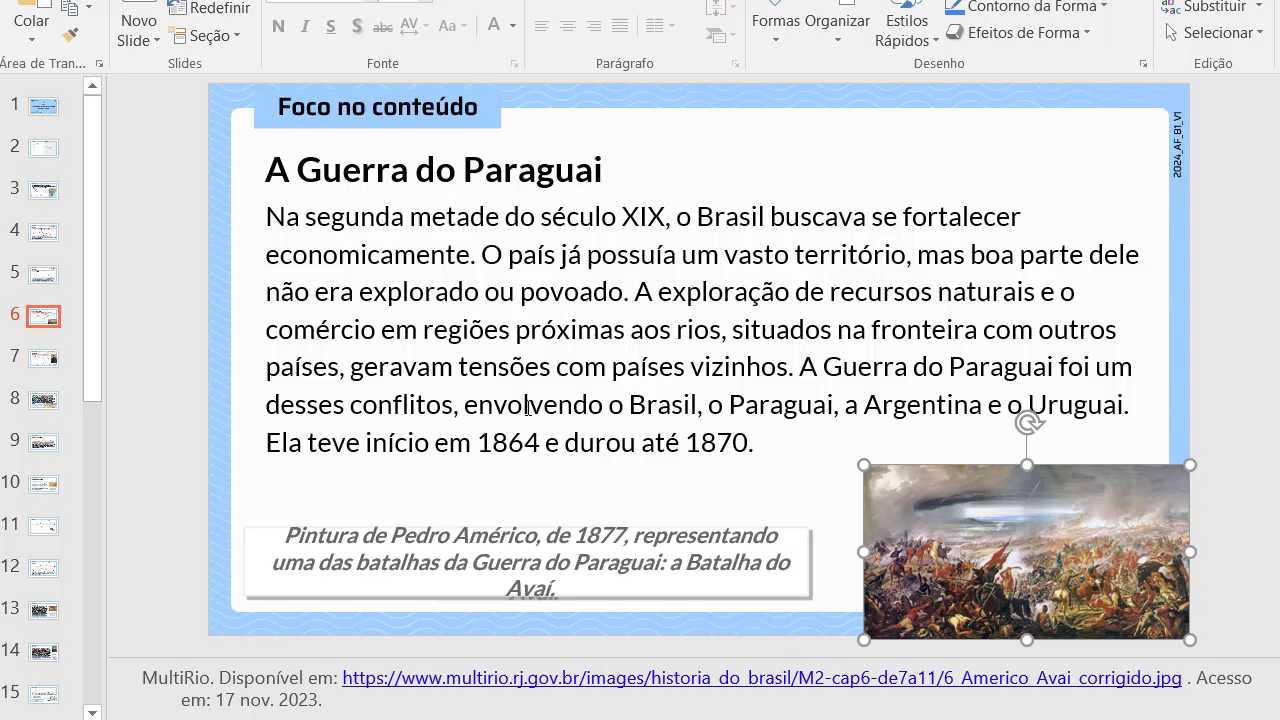 Colar
Novo
Slide
Redefinir
Seção
N I S S abc AV Aa A
Formas Organizar Estilos
Rápidos
Contorno da Forma
Efeitos de Forma
Substituir
Selecionar
Área de Tran... Slides Fonte Parágrafo Desenho Edição
1
2
3
4
5
6
7
8
9
10
11
12
13
14
15
Foco no conteúdo
2024_AF_B1_V1
A Guerra do Paraguai
Na segunda metade do século XIX, o Brasil buscava se fortalecer
economicamente. O país já possuía um vasto território, mas boa parte dele
não era explorado ou povoado. A exploração de recursos naturais e o
comércio em regiões próximas aos rios, situados na fronteira com outros
países, geravam tensões com países vizinhos. A Guerra do Paraguai foi um
desses conflitos, envolvendo o Brasil, o Paraguai, a Argentina e o Uruguai.
Ela teve início em 1864 e durou até 1870.
Pintura de Pedro Américo, de 1877, representando
uma das batalhas da Guerra do Paraguai: a Batalha do
Avaí.
MultiRio. Disponível em: https://www.multirio.rj.gov.br/images/historia_do_brasil/M2-cap6-de7a11/6_Americo_Avai_corrigido.jpg . Acesso
em: 17 nov. 2023.